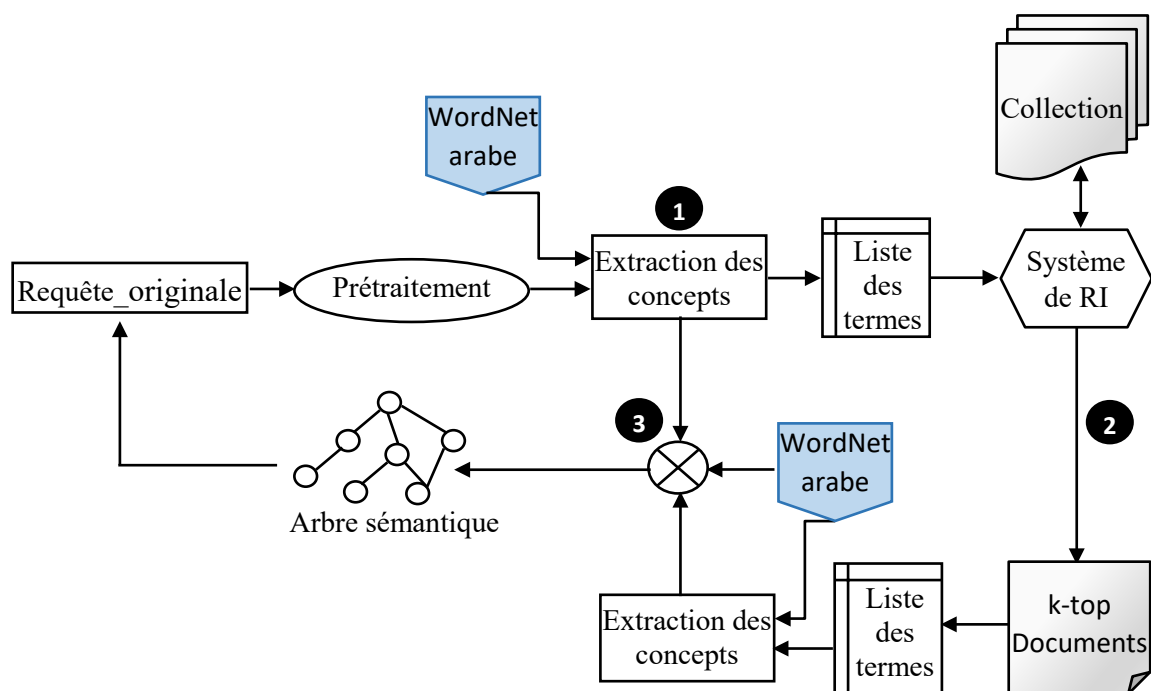 WordNet
arabe
Collection
1
Requête_originale
Prétraitement
Extraction des
concepts
Liste
des
termes
Système
de RI
2
3
WordNet
arabe
Arbre sémantique
Extraction des
concepts
Liste
des
termes
k-top
Documents